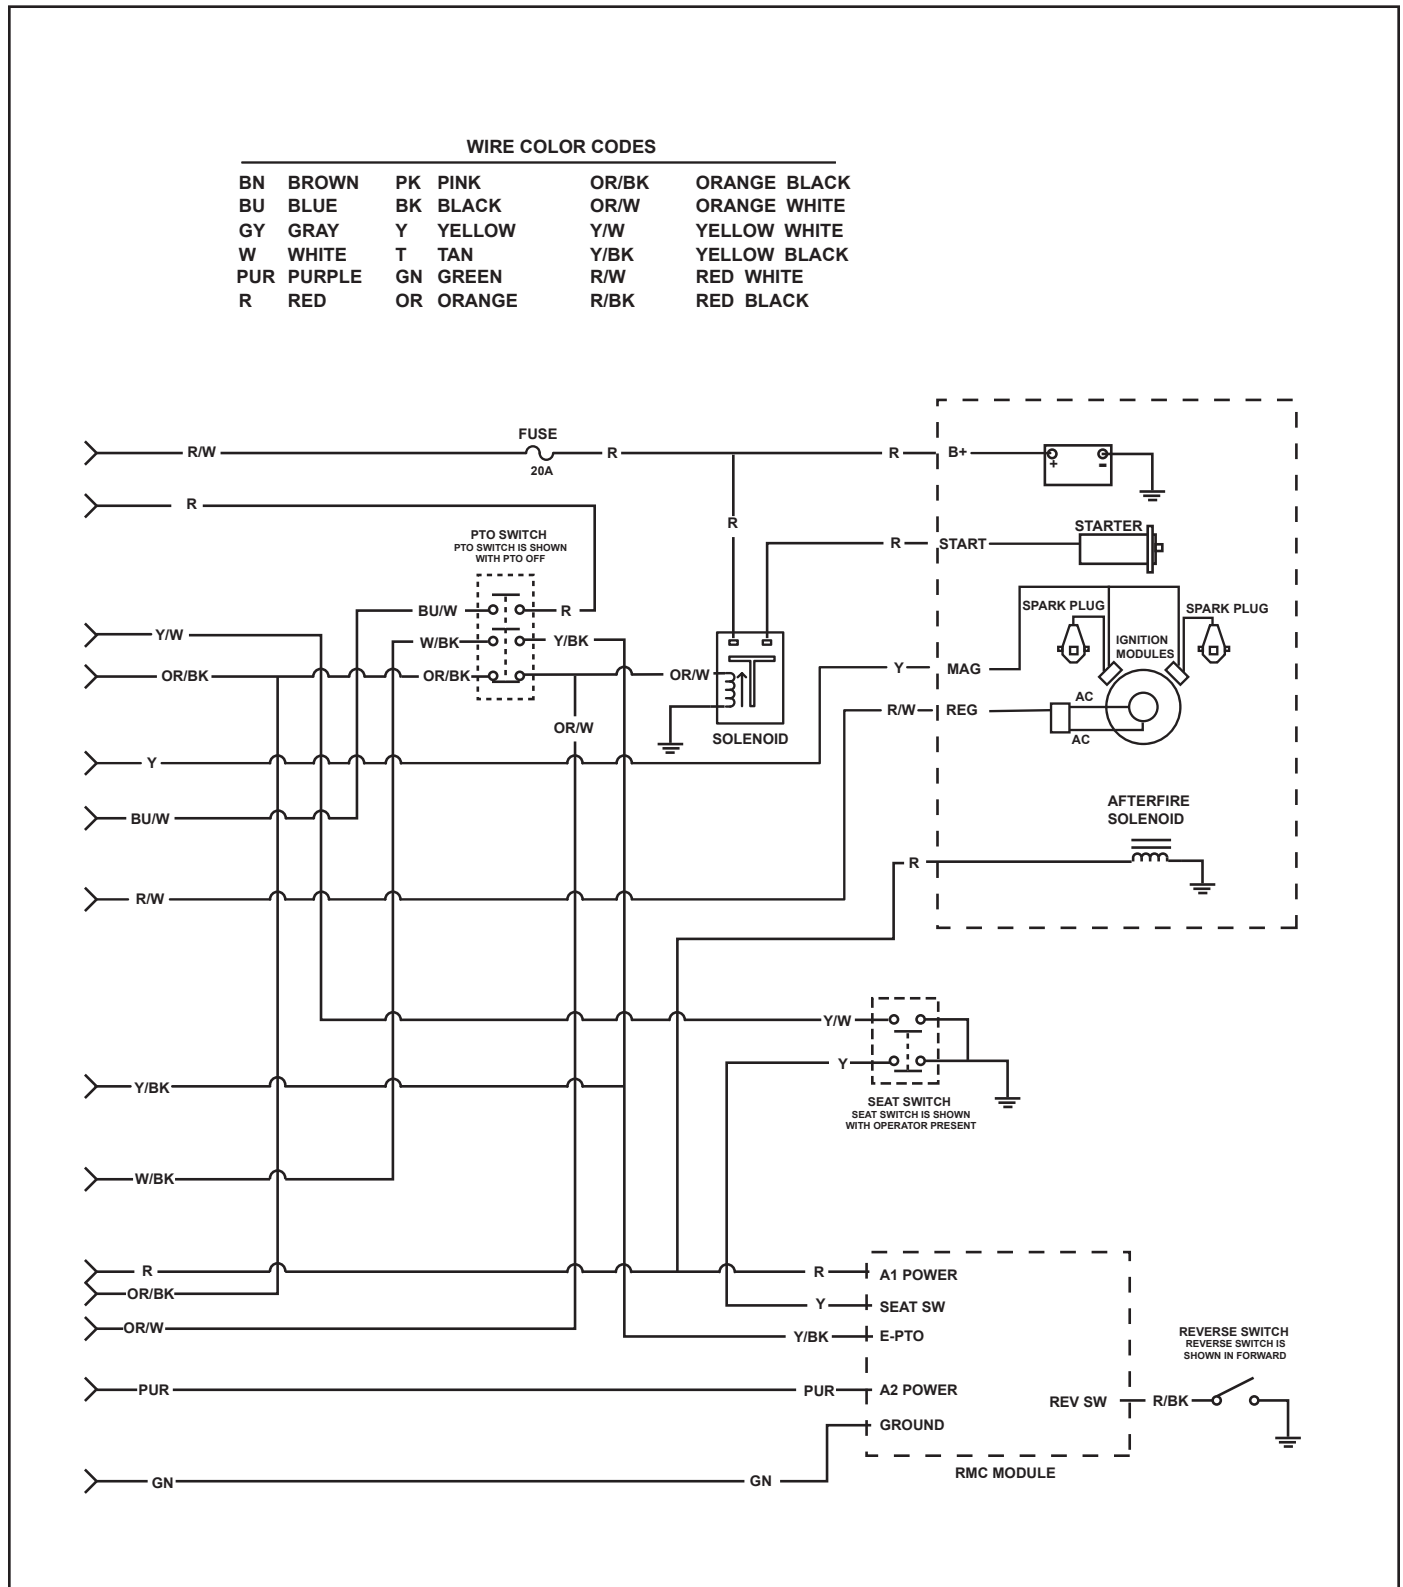 WIRE COLOR CODES
BN BROWN PK PINK OR/BK ORANGE BLACK
BU BLUE BK BLACK OR/W ORANGE WHITE
GY GRAY Y YELLOW Y/W YELLOW WHITE
W WHITE T TAN Y/BK YELLOW BLACK
PUR PURPLE GN GREEN R/W RED WHITE
R RED OR ORANGE R/BK RED BLACK
FUSE
R/W R R B+
20A
+ -
R
R
PTO SWITCH
PTO SWITCH IS SHOWN
WITH PTO OFF
STARTER
R START
SPARK PLUG SPARK PLUG
BU/W R
Y/W W/BK Y/BK
IGNITION
MODULES
OR/BK OR/BK OR/W Y MAG
AC
R/W REG
OR/W
SOLENOID AC
Y
BU/W
AFTERFIRE
SOLENOID
R
R/W
Y/W
Y
Y/BK
SEAT SWITCH
SEAT SWITCH IS SHOWN
WITH OPERATOR PRESENT
W/BK
R R A1 POWER
OR/BK
Y SEAT SW
OR/W
Y/BK E-PTO
REVERSE SWITCH
REVERSE SWITCH IS
SHOWN IN FORWARD
PUR PUR A2 POWER
REV SW R/BK
GROUND
RMC MODULE
GN GN